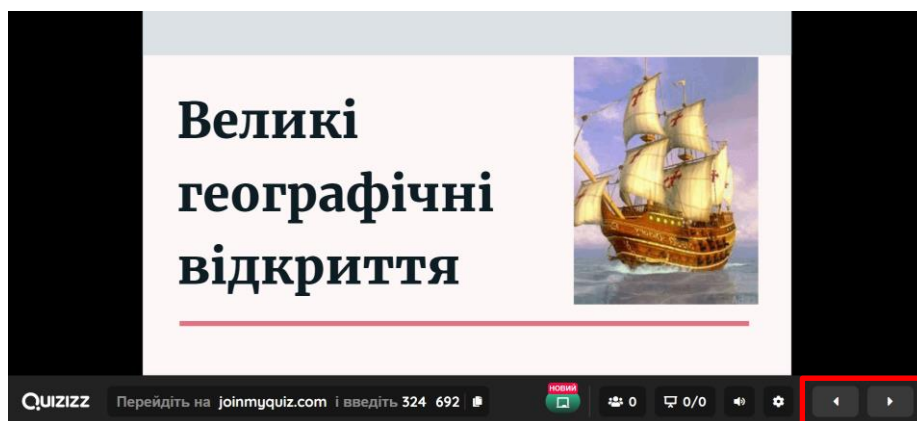 Великі
географічні
відкриття
QUIZIZZ Перейдіть на joinmyquiz.com і введіть 324 692 НОВИЙ 0 0/0